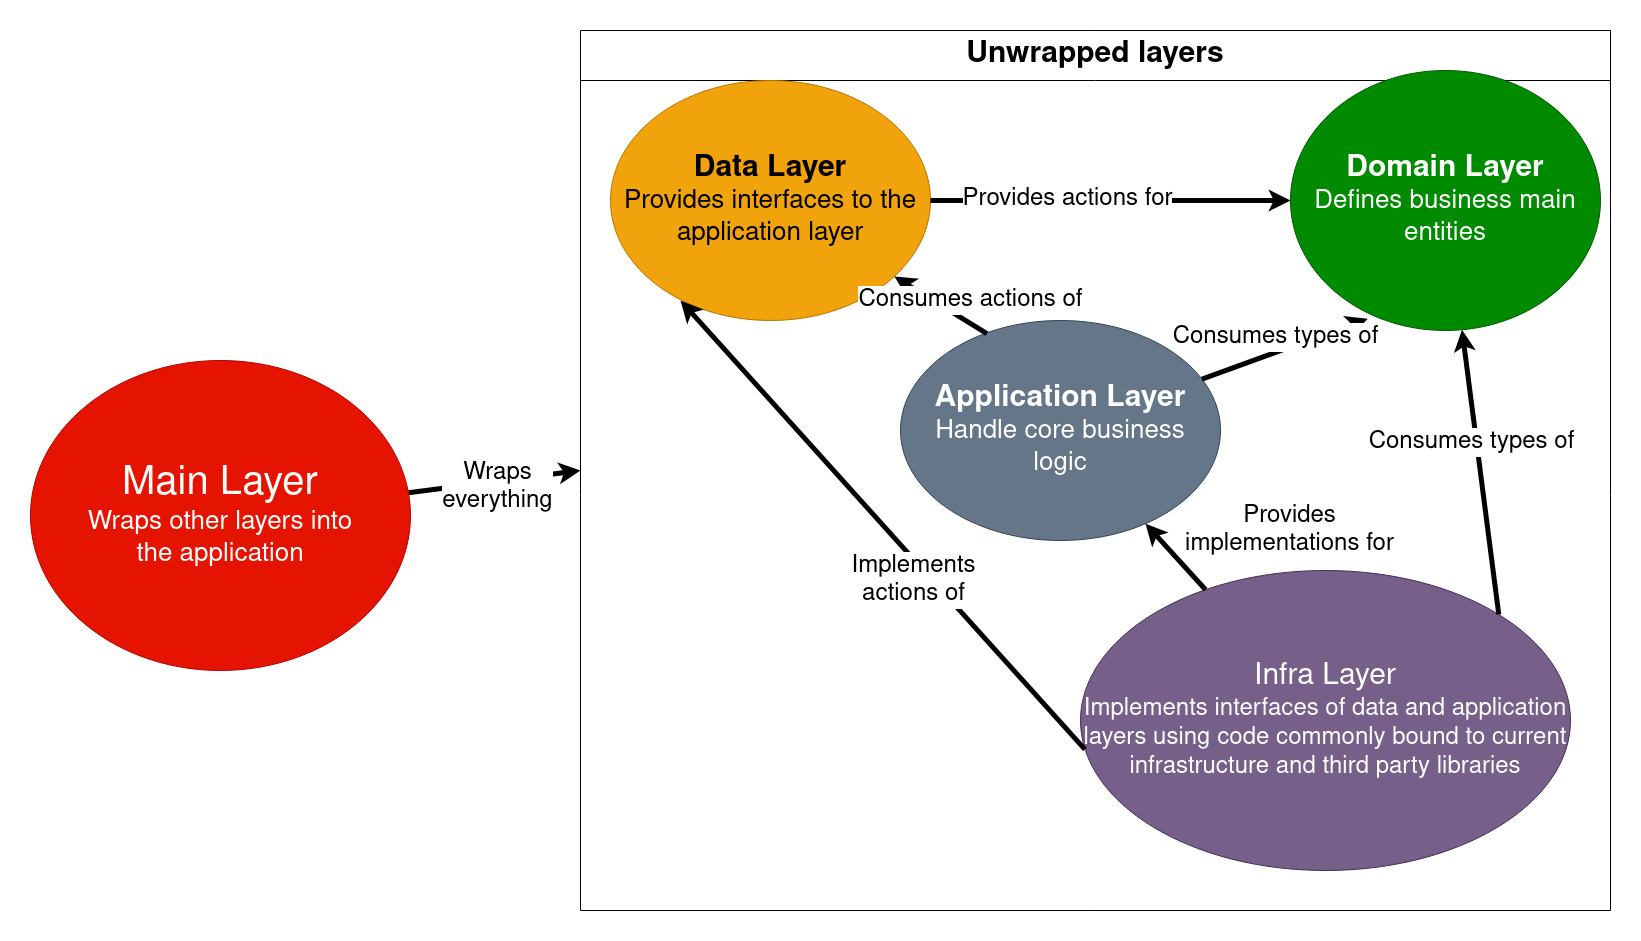 Unwrapped layers
Data Layer
Provides interfaces to the
application layer
Provides actions for
Domain Layer
Defines business main
entities
Consumes actions of
Consumes types of
Application Layer
Handle core business
logic
Consumes types of
Main Layer
Wraps other layers into
the application
Wraps
everything
Provides
implementations for
Implements
actions of
Infra Layer
Implements interfaces of data and application
layers using code commonly bound to current
infrastructure and third party libraries